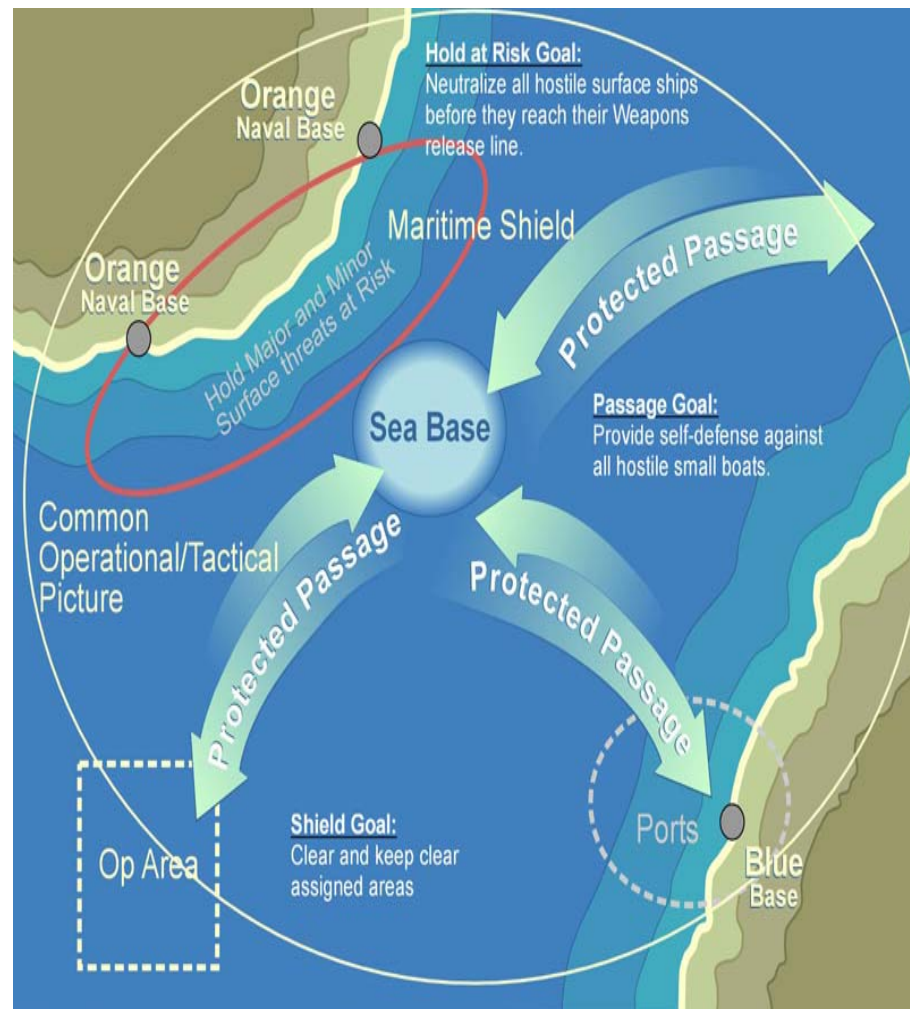 Hold at Risk Goal:
Neutralize all hostile surface ships
before they reach their Weapons
release line.
Orange
Naval Base
Maritime Shield
Protected Passage
Orange
Naval Base
Hold Major and Minor
Surface threats at Risk
Sea Base
Passage Goal:
Provide self-defense against
all hostile small boats.
Common
Operational/Tactical
Picture
Protected Passage
Protected Passage
Shield Goal:
Clear and keep clear
assigned areas
Op Area
Ports
Blue
Base